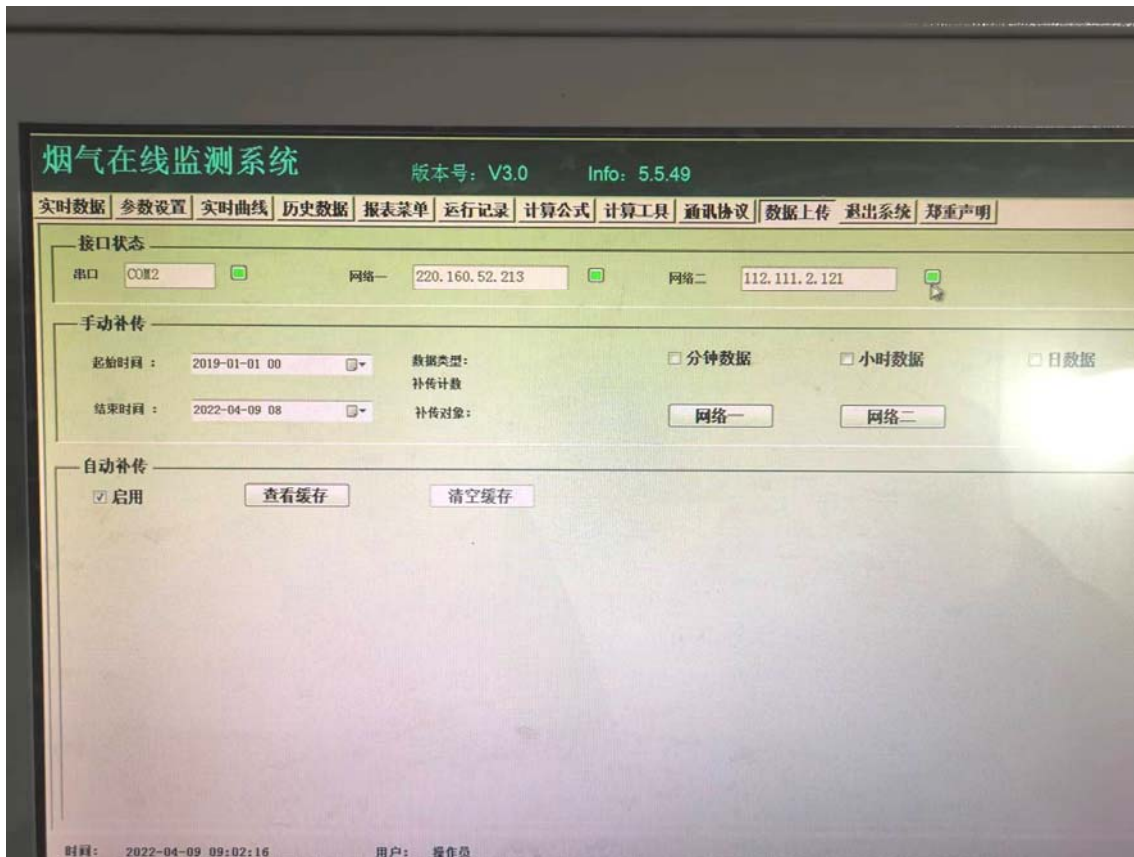 烟气在线监测系统 版本号：V3.0 Info：5.5.49
实时数据 参数设置 实时曲线 历史数据 报表菜单 运行记录 计算公式 计算工具 通讯协议 数据上传 退出系统 郑重声明
接口状态
串口 COM2 网络一 220.160.52.213 网络二 112.111.2.121
手动补传
起始时间： 2019-01-01 00 数据类型： 分钟数据 小时数据 日数据
补传计数
结束时间： 2022-04-09 08 补传对象： 网络一 网络二
自动补传
启用 查看缓存 清空缓存
时间： 2022-04-09 09:02:16 用户： 操作员